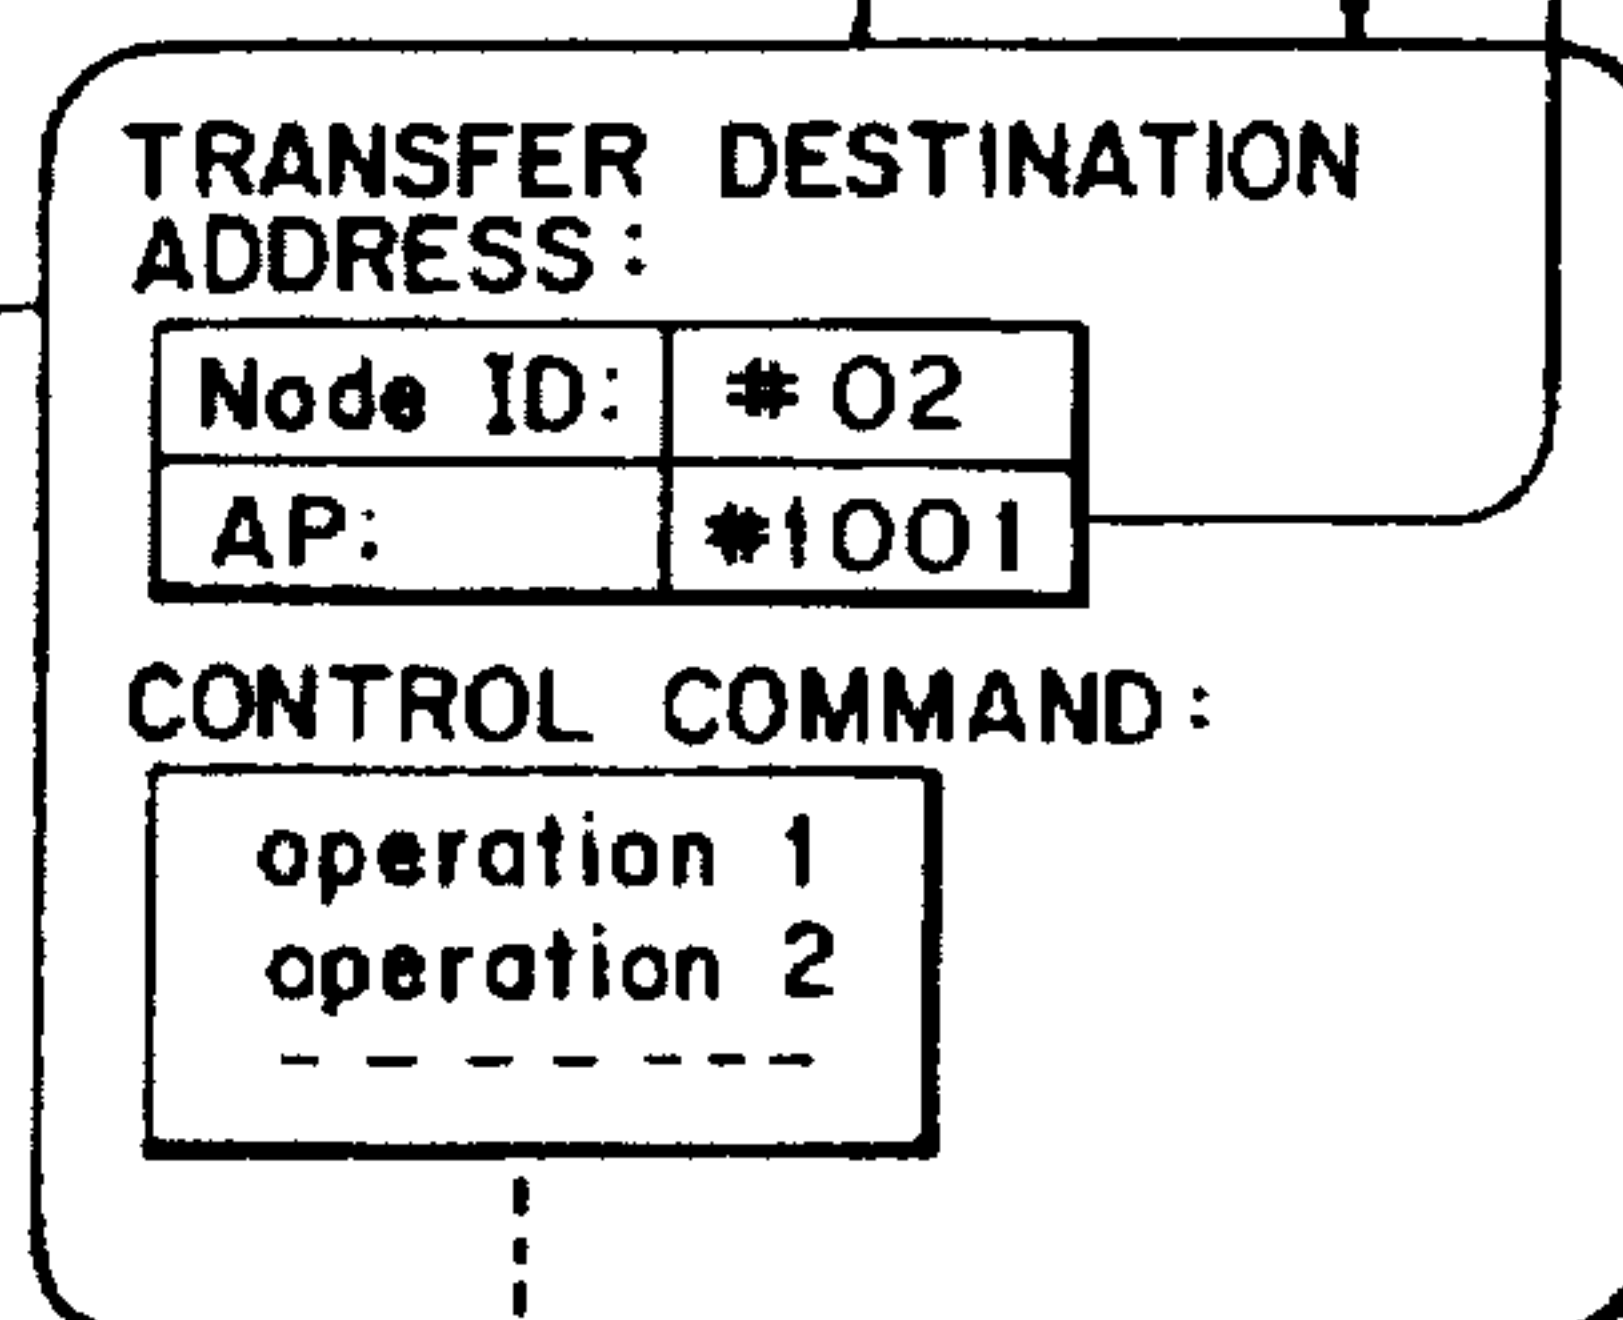 TRANSFER DESTINATION
ADDRESS:
Node ID: #02
AP: #1001
CONTROL COMMAND:
operation 1
operation 2